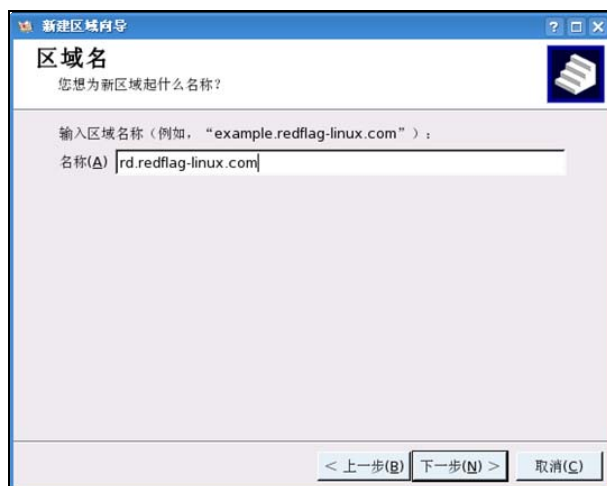 新建区域向导
区域名
您想为新区域起什么名称?
输入区域名称(例如,“example.redflag-linux.com”):
名称(A) rd.redflag-linux.com
< 上一步(B) 下一步(N) > 取消(C)